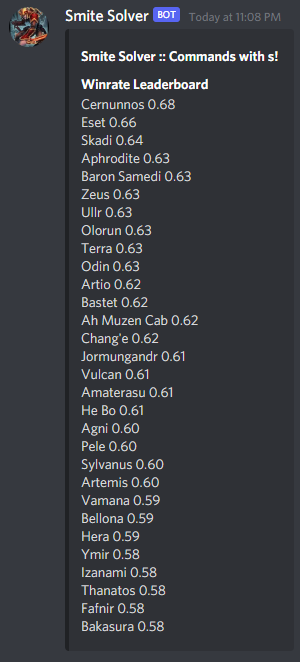 Smite Solver BOT Today at 11:08 PM
Smite Solver :: Commands with s!
Winrate Leaderboard
Cernunnos 0.68
Eset 0.66
Skadi 0.64
Aphrodite 0.63
Baron Samedi 0.63
Zeus 0.63
Ullr 0.63
Olorun 0.63
Terra 0.63
Odin 0.63
Artio 0.62
Bastet 0.62
Ah Muzen Cab 0.62
Chang'e 0.62
Jormungandr 0.61
Vulcan 0.61
Amaterasu 0.61
He Bo 0.61
Agni 0.60
Pele 0.60
Sylvanus 0.60
Artemis 0.60
Vamana 0.59
Bellona 0.59
Hera 0.59
Ymir 0.58
Izanami 0.58
Thanatos 0.58
Fafnir 0.58
Bakasura 0.58